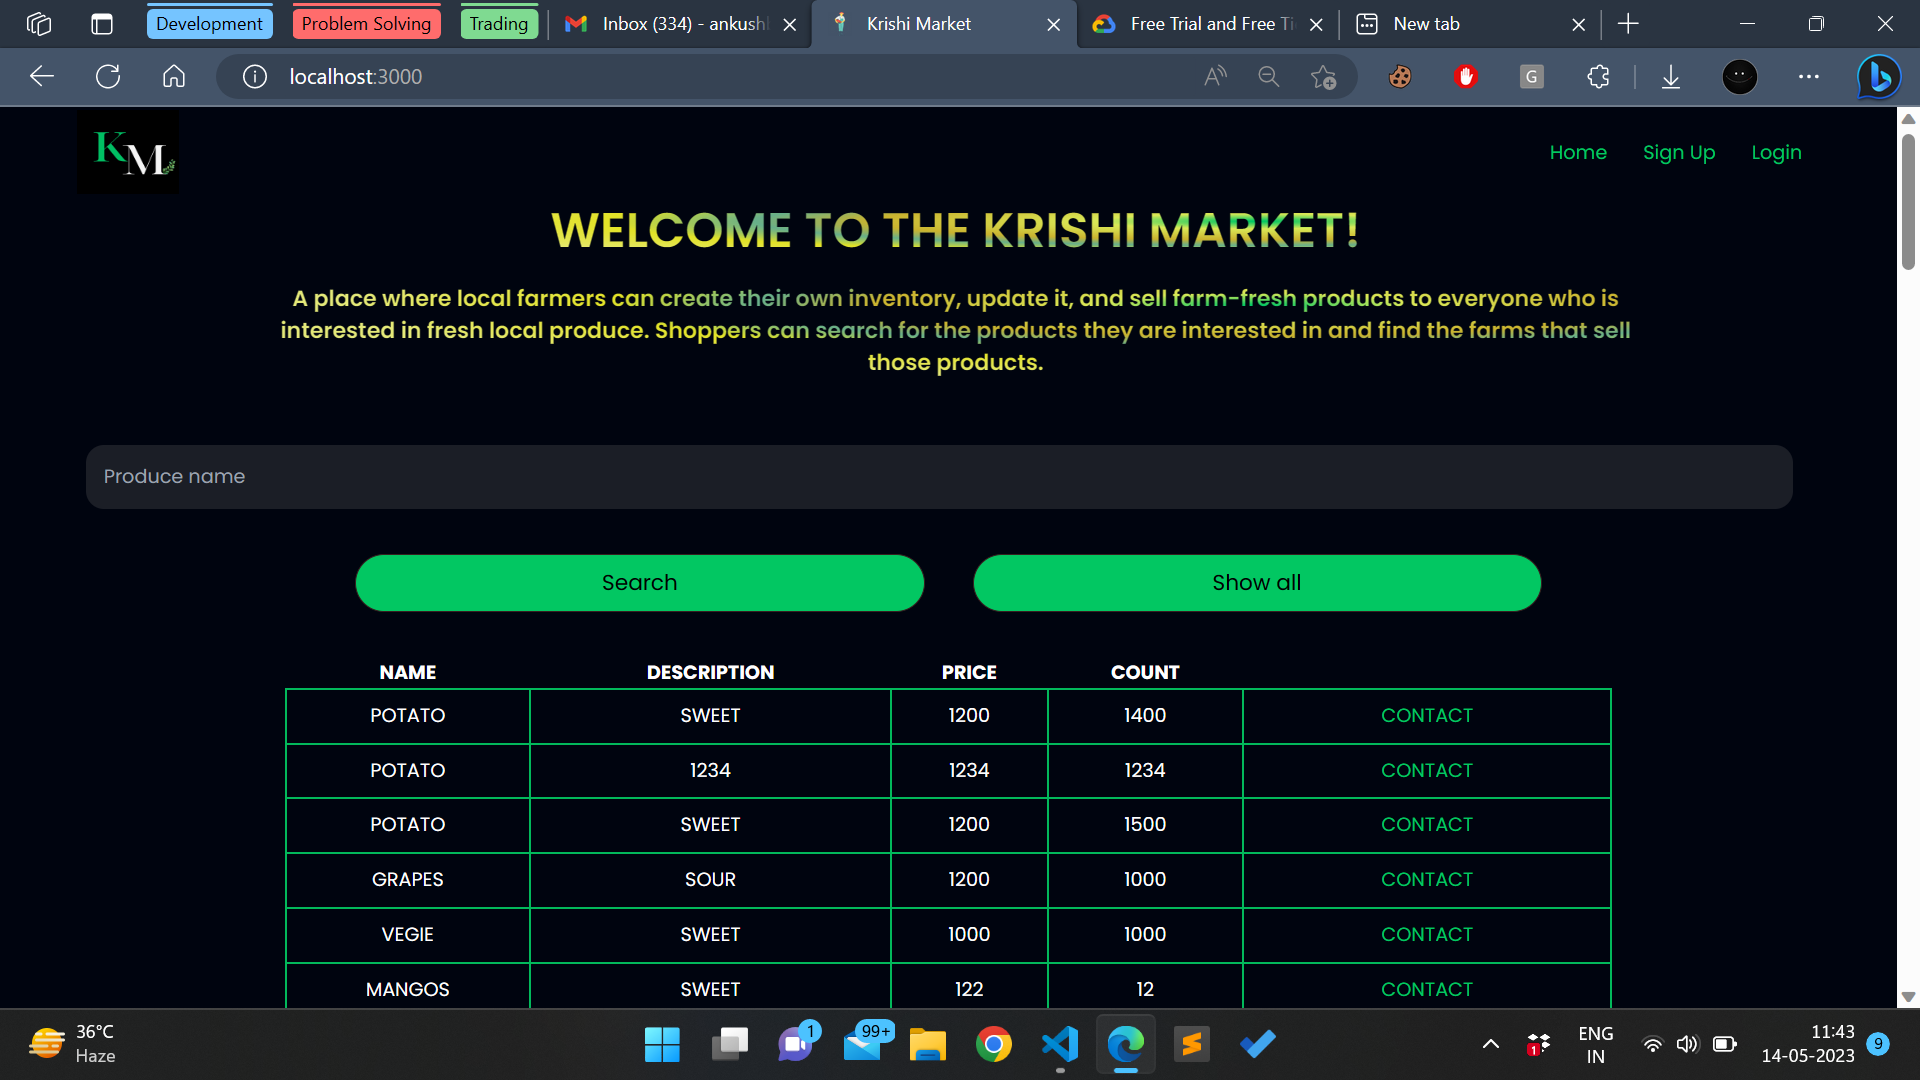 Development
Problem Solving
Trading
Inbox (334) - ankush
Krishi Market
Free Trial and Free Ti
New tab
localhost:3000
G
KM
Home
Sign Up
Login
WELCOME TO THE KRISHI MARKET!
A place where local farmers can create their own inventory, update it, and sell farm-fresh products to everyone who is
interested in fresh local produce. Shoppers can search for the products they are interested in and find the farms that sell
those products.
Produce name
Search
Show all
NAME DESCRIPTION PRICE COUNT
POTATO SWEET 1200 1400 CONTACT
POTATO 1234 1234 1234 CONTACT
POTATO SWEET 1200 1500 CONTACT
GRAPES SOUR 1200 1000 CONTACT
VEGIE SWEET 1000 1000 CONTACT
MANGOS SWEET 122 12 CONTACT
36°C
Haze
1
99+
1
ENG
IN
11:43
14-05-2023
9